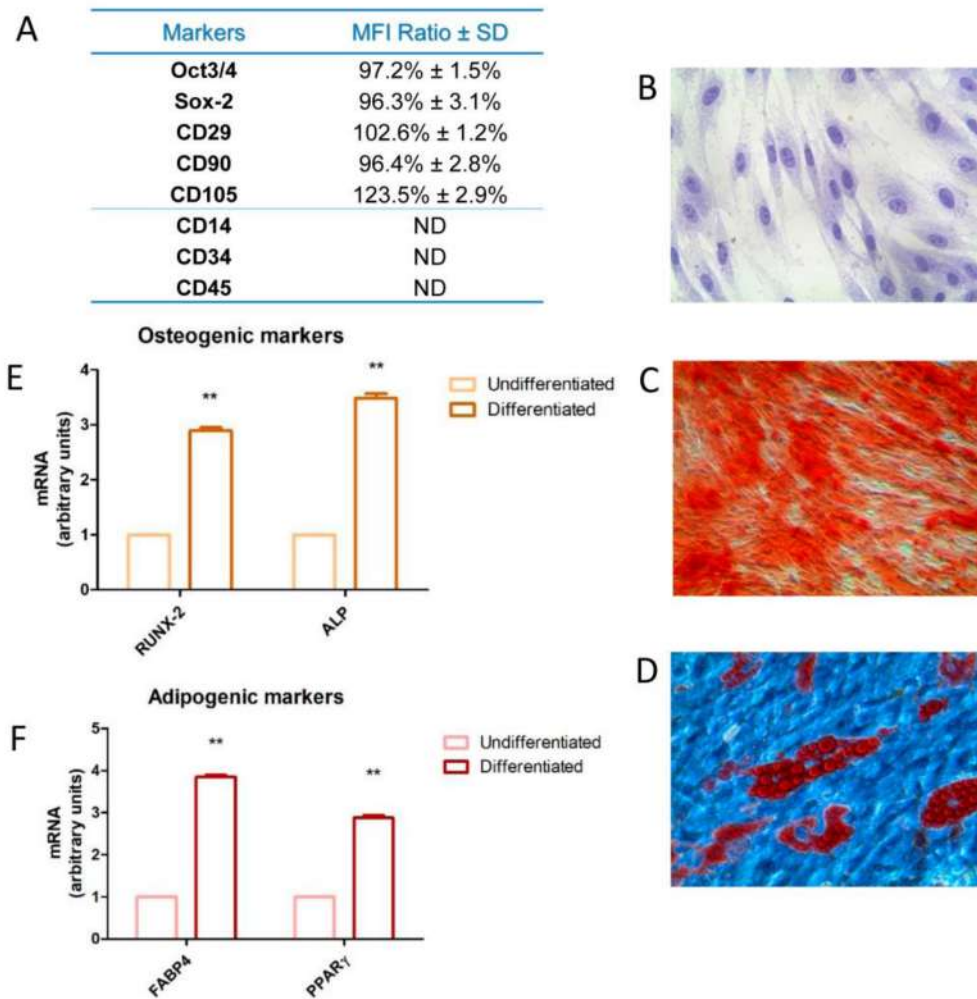 A
Markers MFI Ratio ± SD
Oct3/4 97.2% ± 1.5%
Sox-2 96.3% ± 3.1%
CD29 102.6% ± 1.2%
CD90 96.4% ± 2.8%
CD105 123.5% ± 2.9%
CD14 ND
CD34 ND
CD45 ND
B
E
Osteogenic markers
mRNA
(arbitrary units)
4
3
2
1
0
**
**
RUNX-2
ALP
Undifferentiated
Differentiated
C
F
Adipogenic markers
mRNA
(arbitrary units)
5
4
3
2
1
0
**
**
FABP4
PPARγ
Undifferentiated
Differentiated
D